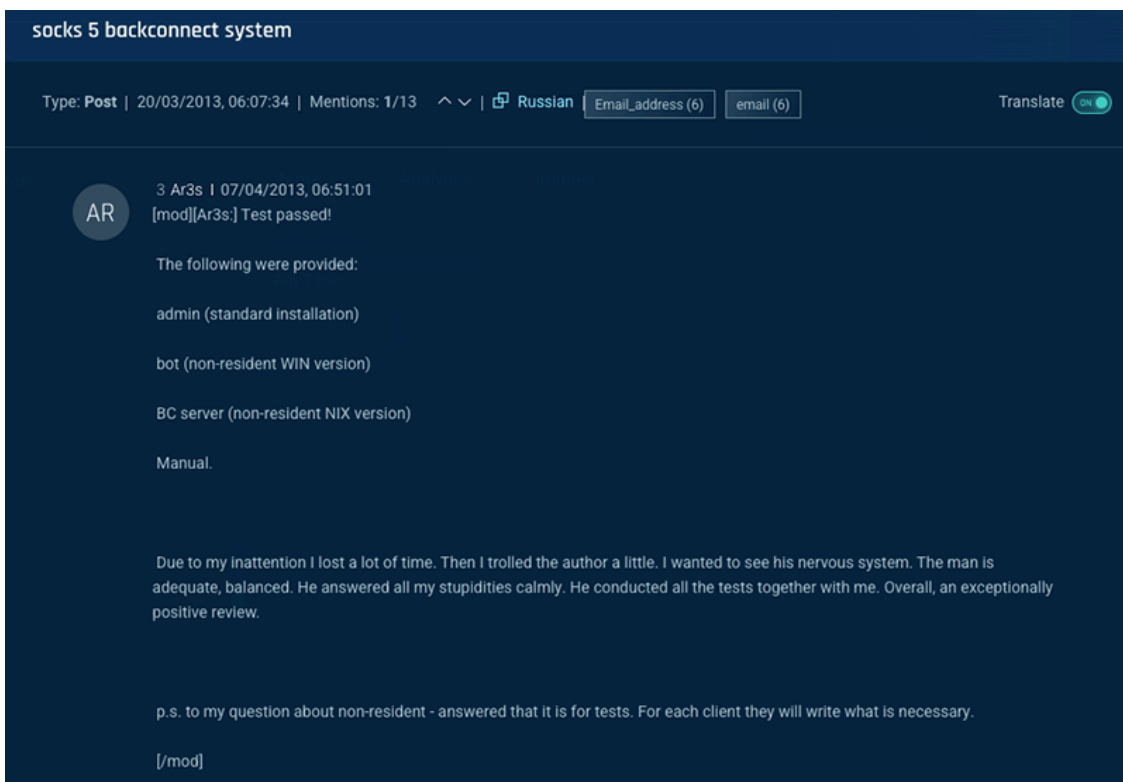 socks 5 backconnect system
Type: Post | 20/03/2013, 06:07:34 | Mentions: 1/13 | Russian | Email_address (6) email (6) Translate ON
3 Ar3s I 07/04/2013, 06:51:01
AR
[mod][Ar3s:] Test passed!
The following were provided:
admin (standard installation)
bot (non-resident WIN version)
BC server (non-resident NIX version)
Manual.
Due to my inattention I lost a lot of time. Then I trolled the author a little. I wanted to see his nervous system. The man is
adequate, balanced. He answered all my stupidities calmly. He conducted all the tests together with me. Overall, an exceptionally
positive review.
p.s. to my question about non-resident - answered that it is for tests. For each client they will write what is necessary.
[/mod]